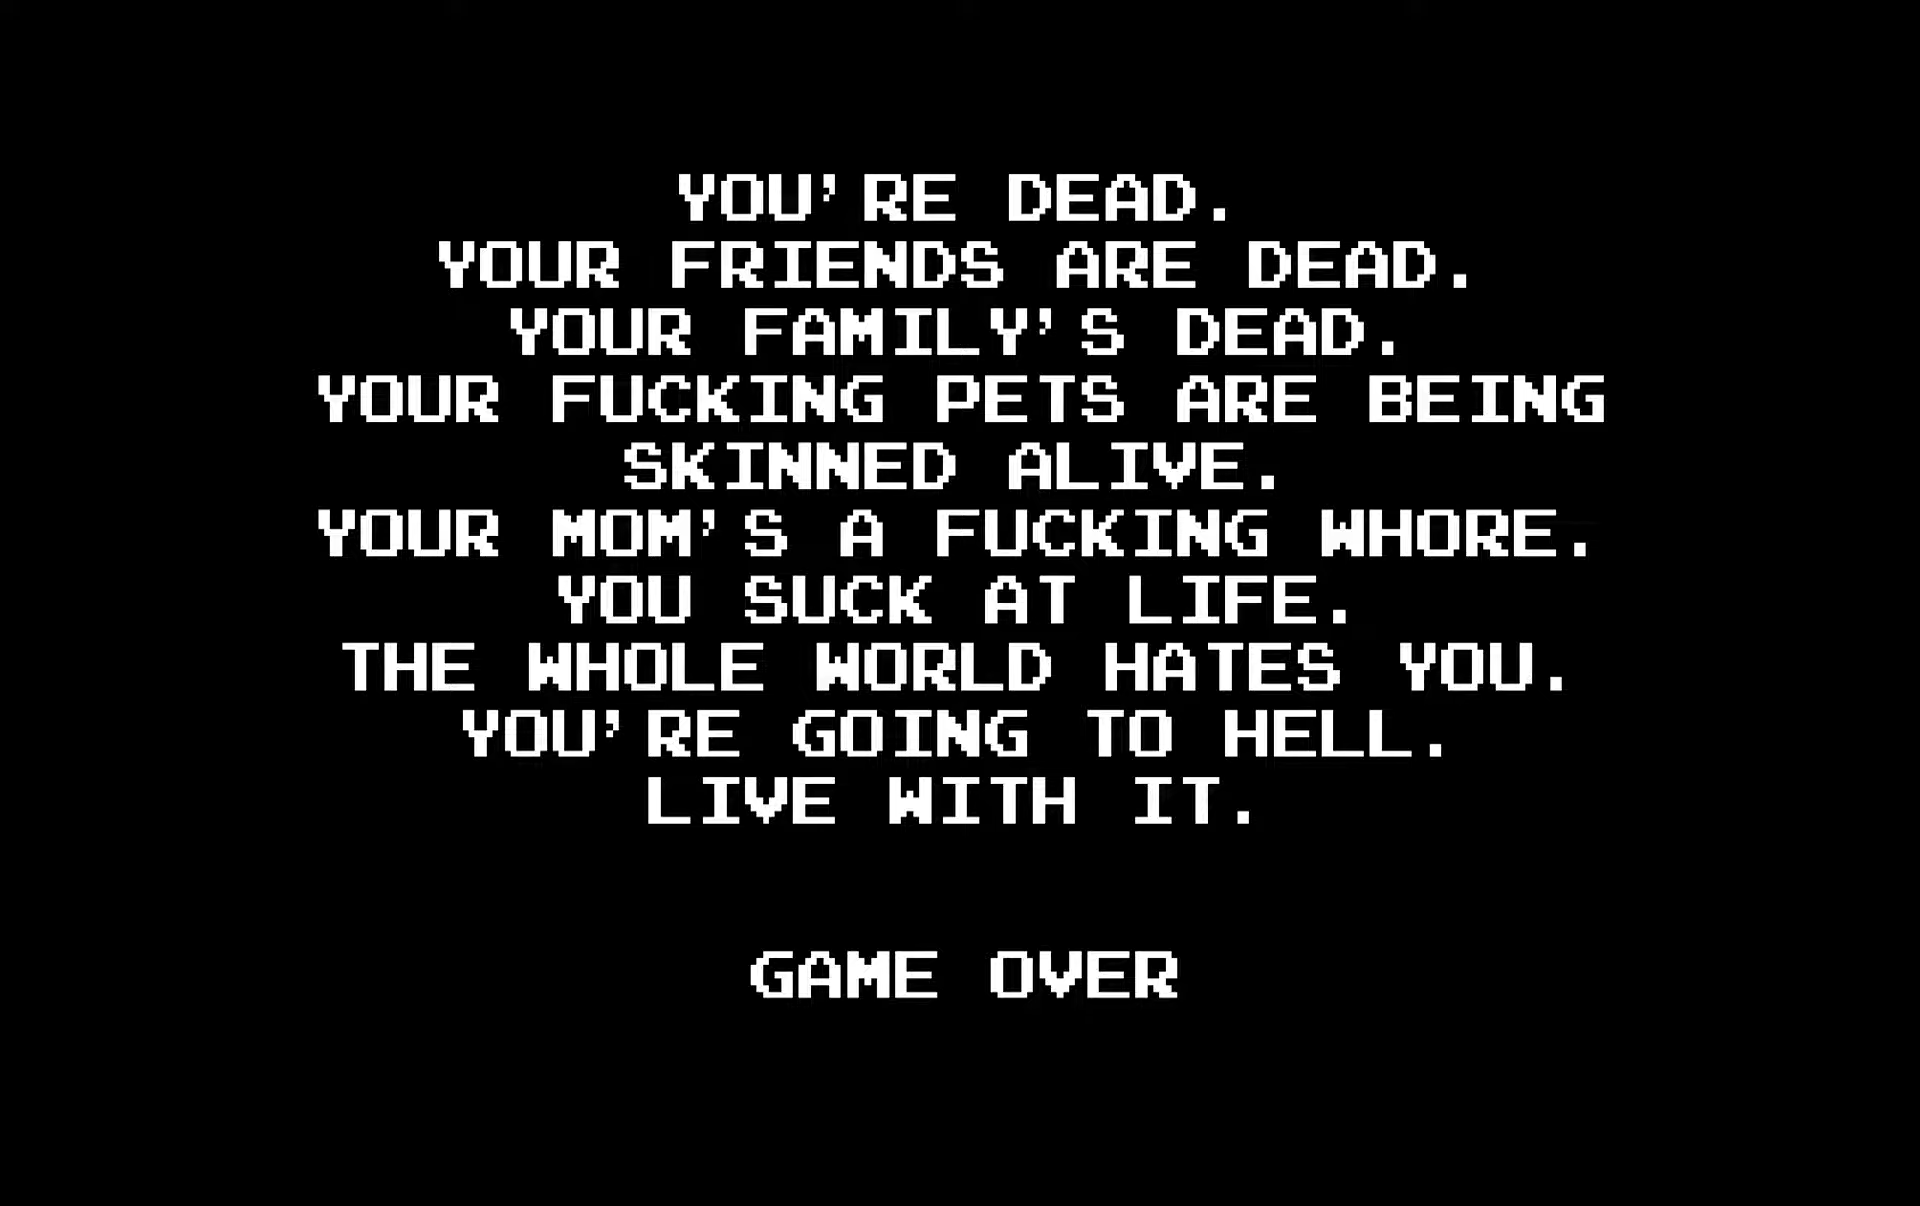 YOU'RE DEAD.
YOUR FRIENDS ARE DEAD.
YOUR FAMILY'S DEAD.
YOUR FUCKING PETS ARE BEING
SKINNED ALIVE.
YOUR MOM'S A FUCKING WHORE.
YOU SUCK AT LIFE.
THE WHOLE WORLD HATES YOU.
YOU'RE GOING TO HELL.
LIVE WITH IT.
GAME OVER